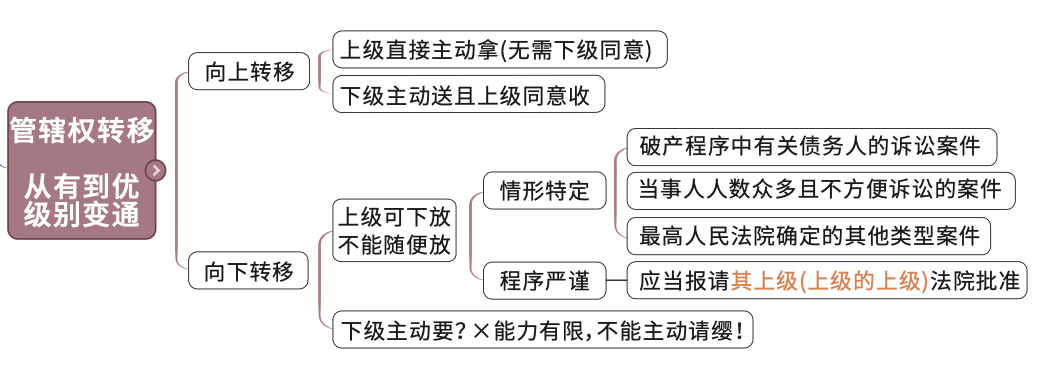 管辖权转移
从有到优
级别变通
向上转移
上级直接主动拿(无需下级同意)
下级主动送且上级同意收
向下转移
上级可下放
不能随便放
情形特定
破产程序中有关债务人的诉讼案件
当事人人数众多且不方便诉讼的案件
最高人民法院确定的其他类型案件
程序严谨
应当报请其上级(上级的上级)法院批准
下级主动要?×能力有限,不能主动请缨!